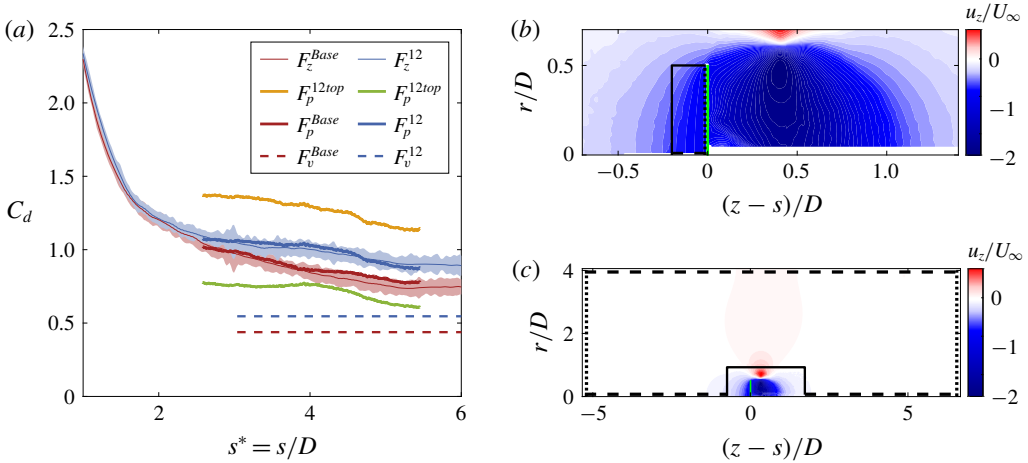 (a)
2.5
2.0
1.5
1.0
0.5
0
C_d
2
4
6
s* = s/D
F_z^Base
F_z^12
F_p^12top
F_p^12top
F_p^Base
F_p^12
F_v^Base
F_v^12
(b)
u_z/U_∞
r/D
0.5
0
−0.5
0
0.5
1.0
(z − s)/D
0
−1
−2
(c)
u_z/U_∞
r/D
4
2
0
−5
0
5
(z − s)/D
0
−1
−2